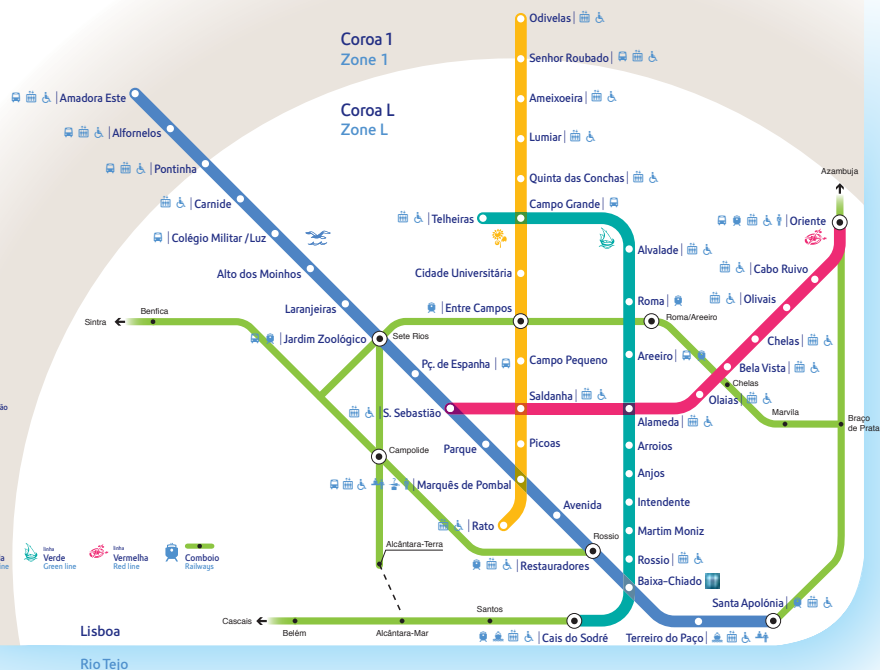 Odivelas
Coroa 1
Zone 1
Senhor Roubado
Amadora Este
Ameixoeira
Coroa L
Zone L
Alfornelos
Lumiar
Pontinha
Azambuja
Quinta das Conchas
Carnide
Campo Grande
Telheiras
Oriente
Colégio Militar /Luz
Alvalade
Alto dos Moinhos
Cidade Universitária
Cabo Ruivo
Laranjeiras
Entre Campos
Roma
Olivais
Benfica
Sintra
Roma/Areeiro
Jardim Zoológico
Sete Rios
Chelas
Areeiro
Pç. de Espanha
Campo Pequeno
Bela Vista
Chelas
Saldanha
Olaias
ão
S. Sebastião
Marvila
Alameda
Braço
de Prata
Parque
Picoas
Arroios
Campolide
Anjos
Marquês de Pombal
Avenida
Intendente
Rato
Martim Moniz
Rossio
Alcântara-Terra
linha
Verde
Green line
linha
Vermelha
Red line
Comboio
Railways
Restauradores
Rossio
Baixa-Chiado
Santa Apolónia
Santos
Cascais
Belém
Alcântara-Mar
Cais do Sodré
Terreiro do Paço
Lisboa
Rio Tejo